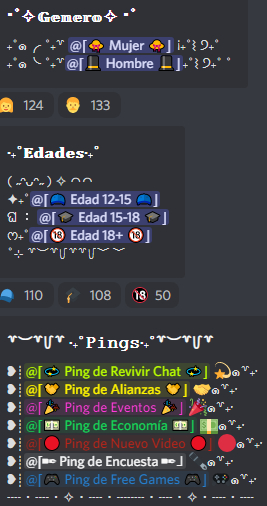 ˗ˋ✧Genero✧ ˗ˋ
@⌈👒 Mujer 👒⌋
@⌈🎩 Hombre 🎩⌋
124 133
Edades
@⌈🧢 Edad 12-15 🧢⌋
@⌈🎓 Edad 15-18 🎓⌋
@⌈🔞 Edad 18+ 🔞⌋
110 108 50
Pings
@⌈💫 Ping de Revivir Chat 💫⌋
@⌈ Ping de Alianzas ⌋
@⌈🎉 Ping de Eventos 🎉⌋
@⌈💵 Ping de Economía 💵⌋
@⌈🔴 Ping de Nuevo Video 🔴⌋
@⌈ Ping de Encuesta ⌋
@⌈🎮 Ping de Free Games 🎮⌋